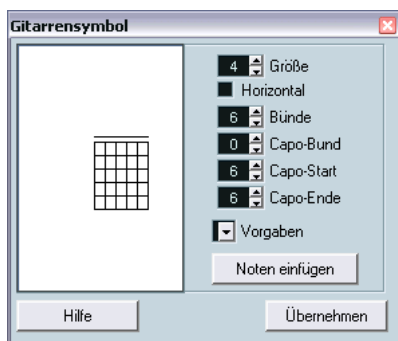 Gitarrensymbol
4 Größe
Horizontal
6 Bünde
0 Capo-Bund
6 Capo-Start
6 Capo-Ende
Vorgaben
Noten einfügen
Hilfe Übernehmen